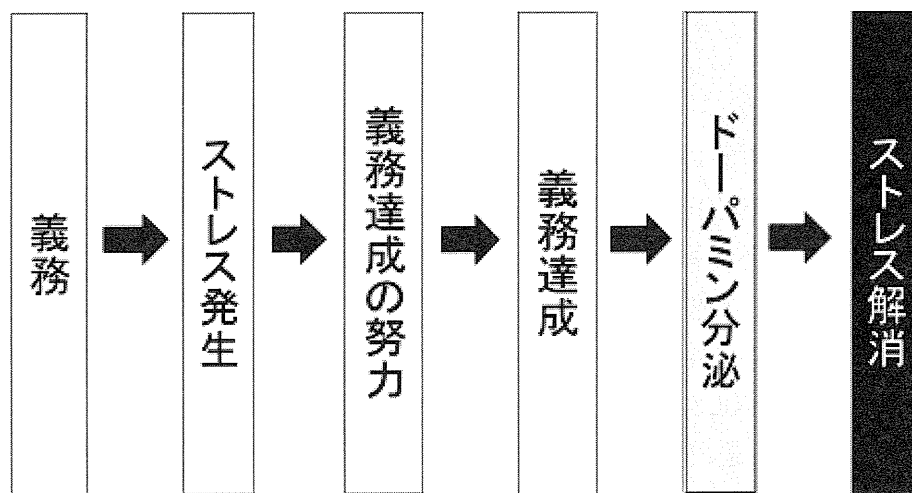 義務
ストレス発生
義務達成の努力
義務達成
ドーパミン分泌
ストレス解消